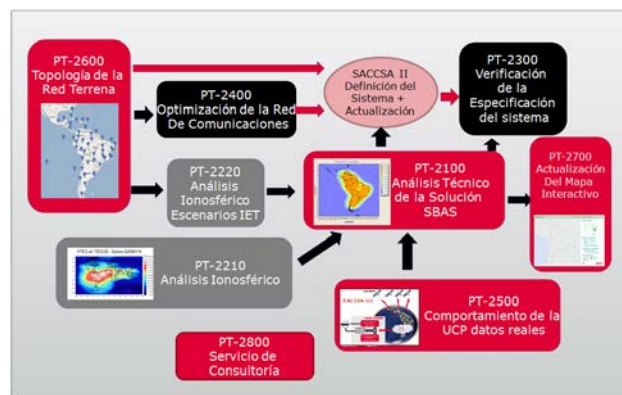 PT-2600
Topología de la
Red Terrena
PT-2400
Optimización de la Red
De Comunicaciones
SACCSA II
Definición del
Sistema +
Actualización
PT-2300
Verificación
de la
Especificación
del sistema
PT-2220
Análisis
Ionosférico
Escenarios IET
PT-2100
Análisis Técnico
de la Solución
SBAS
PT-2700
Actualización
Del Mapa
Interactivo
PT-2210
Análisis Ionosférico
PT-2500
Comportamiento de la
UCP datos reales
PT-2800
Servicio de
Consultoría